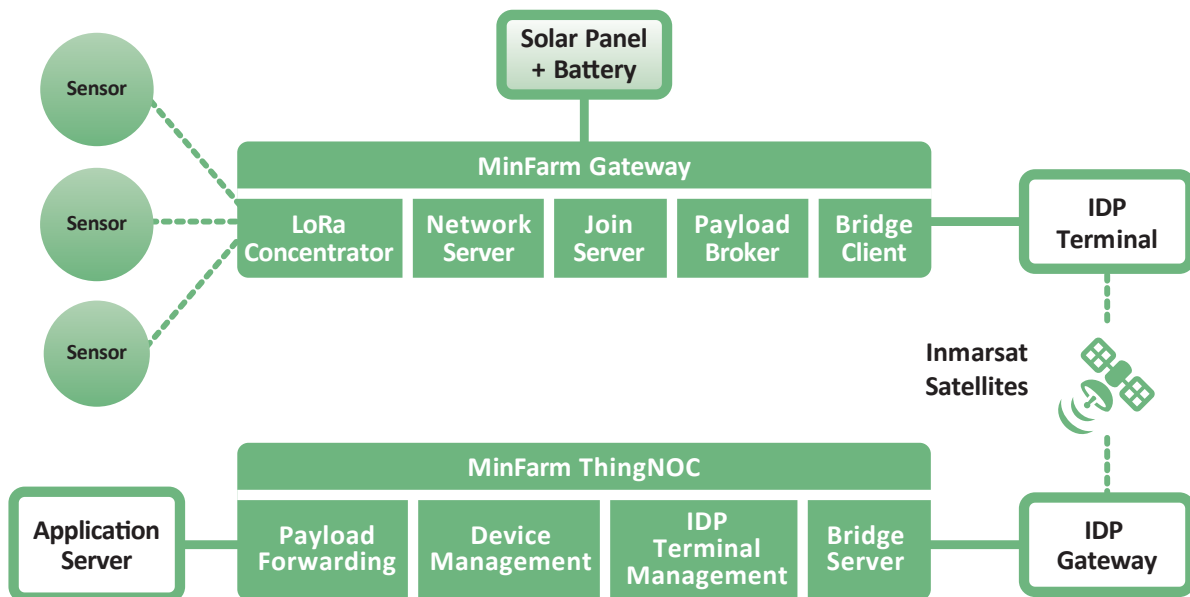 Solar Panel
+ Battery
Sensor
Sensor
Sensor
MinFarm Gateway
LoRa
Concentrator
Network
Server
Join
Server
Payload
Broker
Bridge
Client
IDP
Terminal
Inmarsat
Satellites
MinFarm ThingNOC
Application
Server
Payload
Forwarding
Device
Management
IDP
Terminal
Management
Bridge
Server
IDP
Gateway